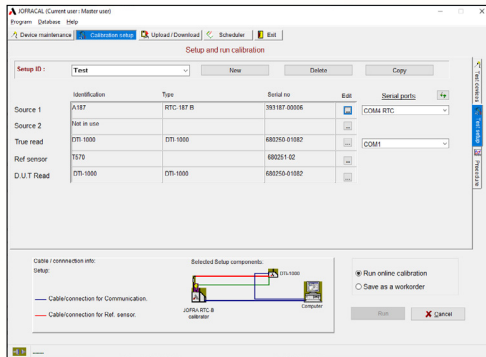 JOFRACAL (Current user : Master user)
Program Database Help
Device maintenance Calibration setup Upload / Download Scheduler Exit
Setup and run calibration
Setup ID : Test New Delete Copy
Identification Type Serial no Edit Serial ports:
Source 1 A187 RTC-187 B 393187-00006 ... COM4 RTC
Source 2 Not in use ...
True read DTI-1000 DTI-1000 680250-01082 ... COM1
Ref sensor T570 680251-02 ...
D.U.T Read DTI-1000 DTI-1000 680250-01082 ...
Test devices
Test setup
Procedure
Cable / connnection info: Selected Setup components:
Setup:
DTI-1000
Cable/connection for Communication.
Cable/connection for Ref. sensor.
JOFRA RTC-B
calibrator
Computer
Run online calibration
Save as a workorder
Run Cancel